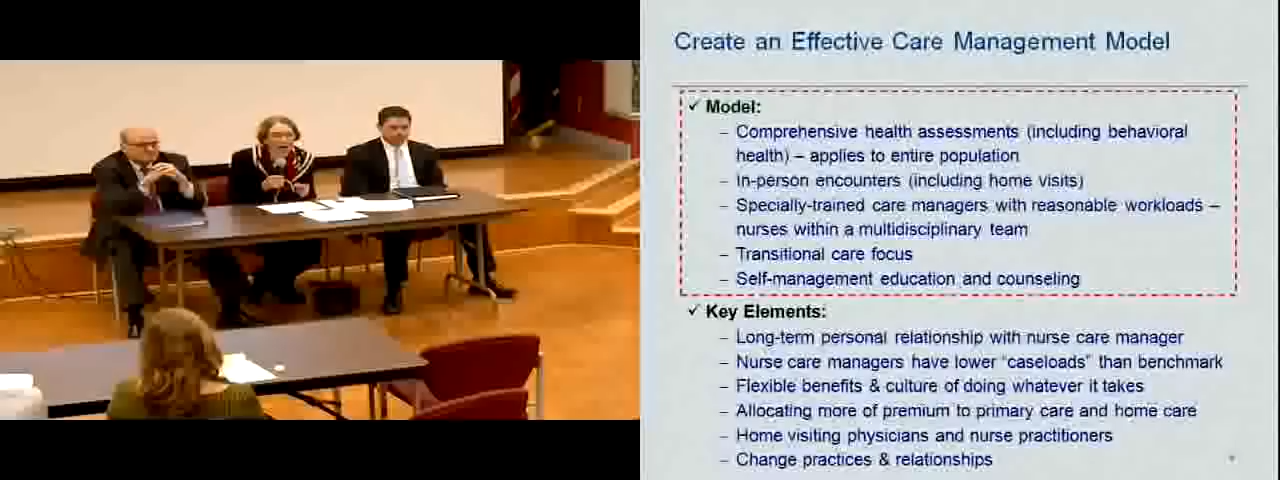 Create an Effective Care Management Model
✓ Model:
– Comprehensive health assessments (including behavioral
health) – applies to entire population
– In-person encounters (including home visits)
– Specially-trained care managers with reasonable workloads –
nurses within a multidisciplinary team
– Transitional care focus
– Self-management education and counseling
✓ Key Elements:
– Long-term personal relationship with nurse care manager
– Nurse care managers have lower “caseloads” than benchmark
– Flexible benefits & culture of doing whatever it takes
– Allocating more of premium to primary care and home care
– Home visiting physicians and nurse practitioners
– Change practices & relationships